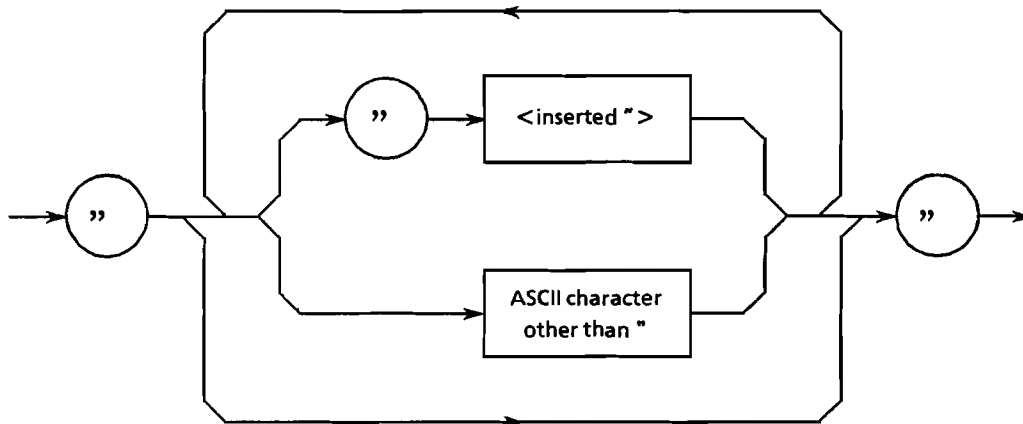 ”
<inserted ">
”
ASCII character
other than "
”